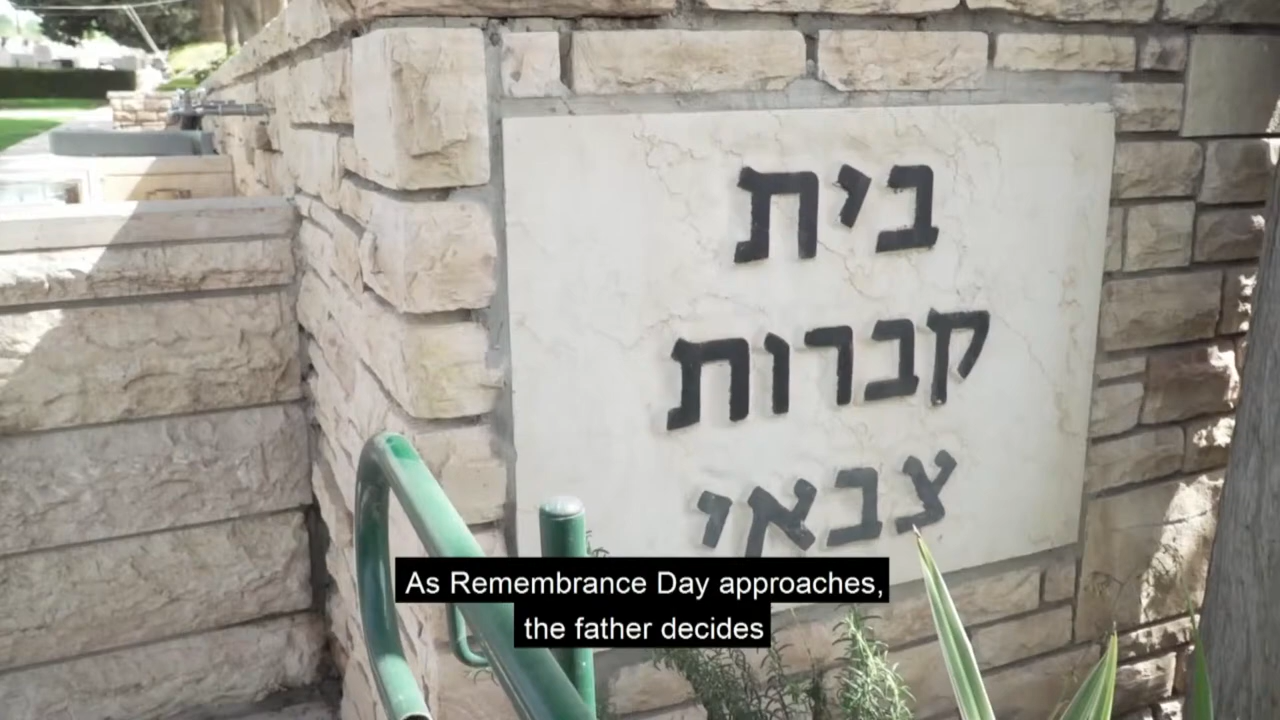 בית
קברות
צבאי
As Remembrance Day approaches,
the father decides